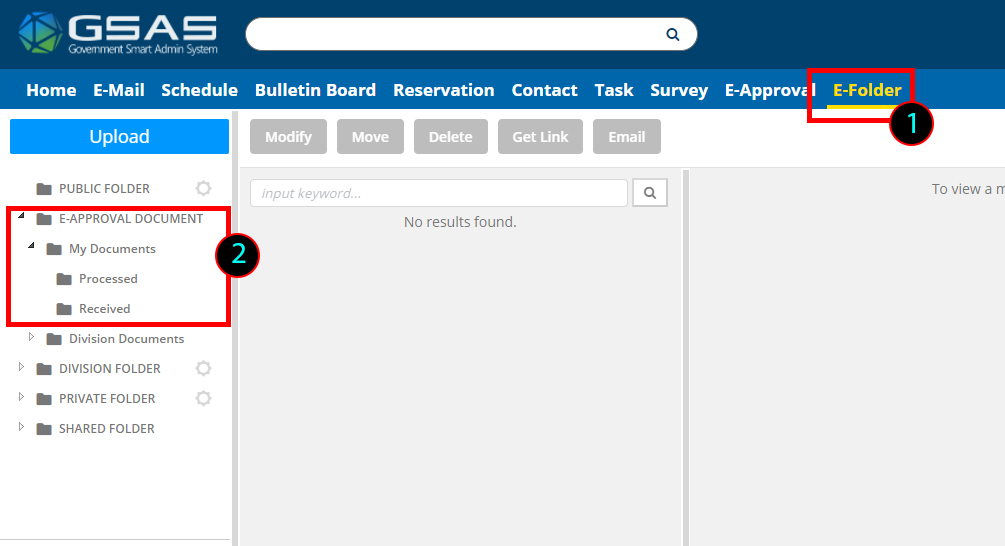 GSAS
Government Smart Admin System
Home E-Mail Schedule Bulletin Board Reservation Contact Task Survey E-Approval E-Folder
1
Upload
Modify Move Delete Get Link Email
PUBLIC FOLDER
input keyword...
To view a m
E-APPROVAL DOCUMENT
No results found.
My Documents
2
Processed
Received
Division Documents
DIVISION FOLDER
PRIVATE FOLDER
SHARED FOLDER